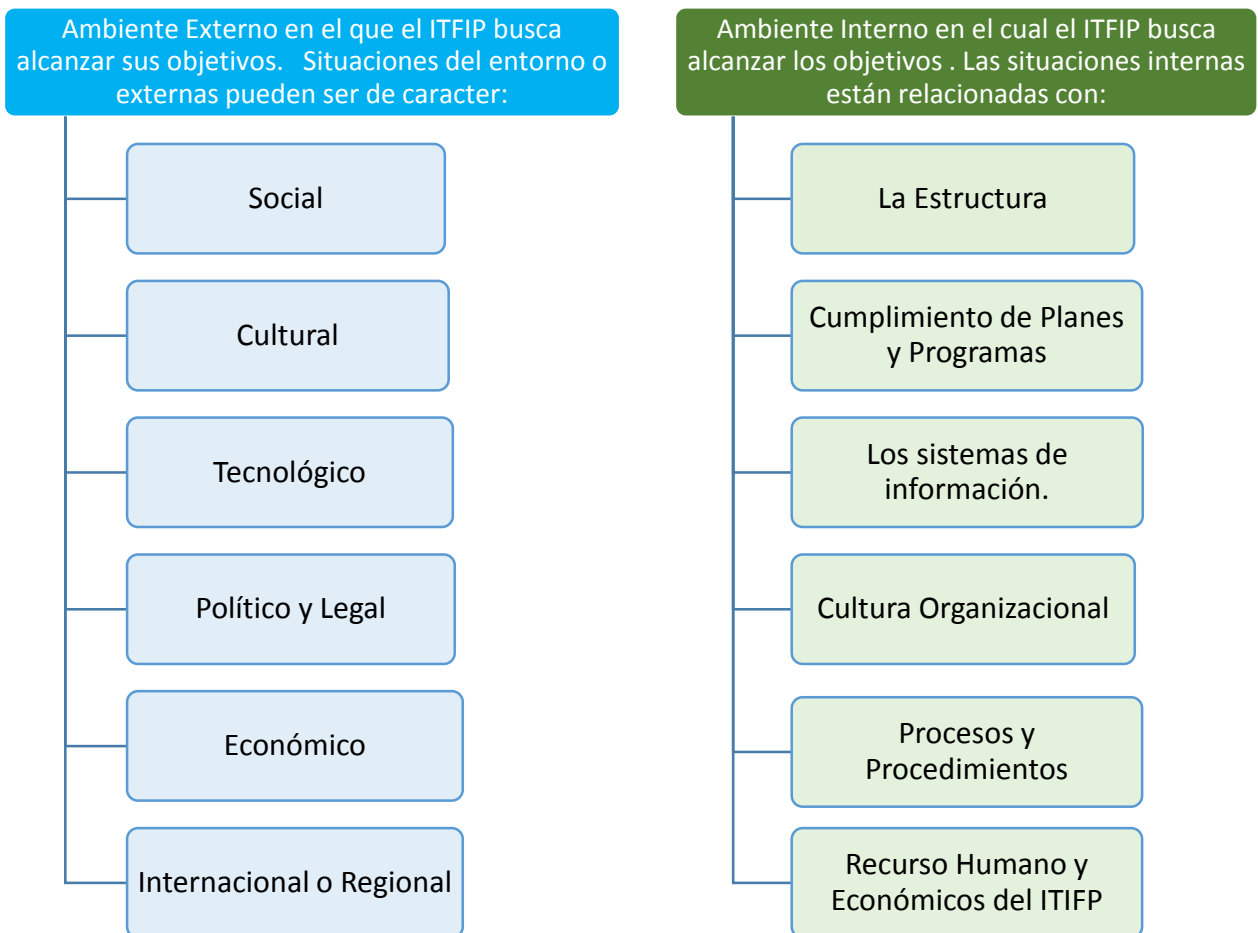 Ambiente Externo en el que el ITFIP busca
alcanzar sus objetivos. Situaciones del entorno o
externas pueden ser de caracter:
Social
Cultural
Tecnológico
Político y Legal
Económico
Internacional o Regional
Ambiente Interno en el cual el ITFIP busca
alcanzar los objetivos . Las situaciones internas
están relacionadas con:
La Estructura
Cumplimiento de Planes
y Programas
Los sistemas de
información.
Cultura Organizacional
Procesos y
Procedimientos
Recurso Humano y
Económicos del ITIFP